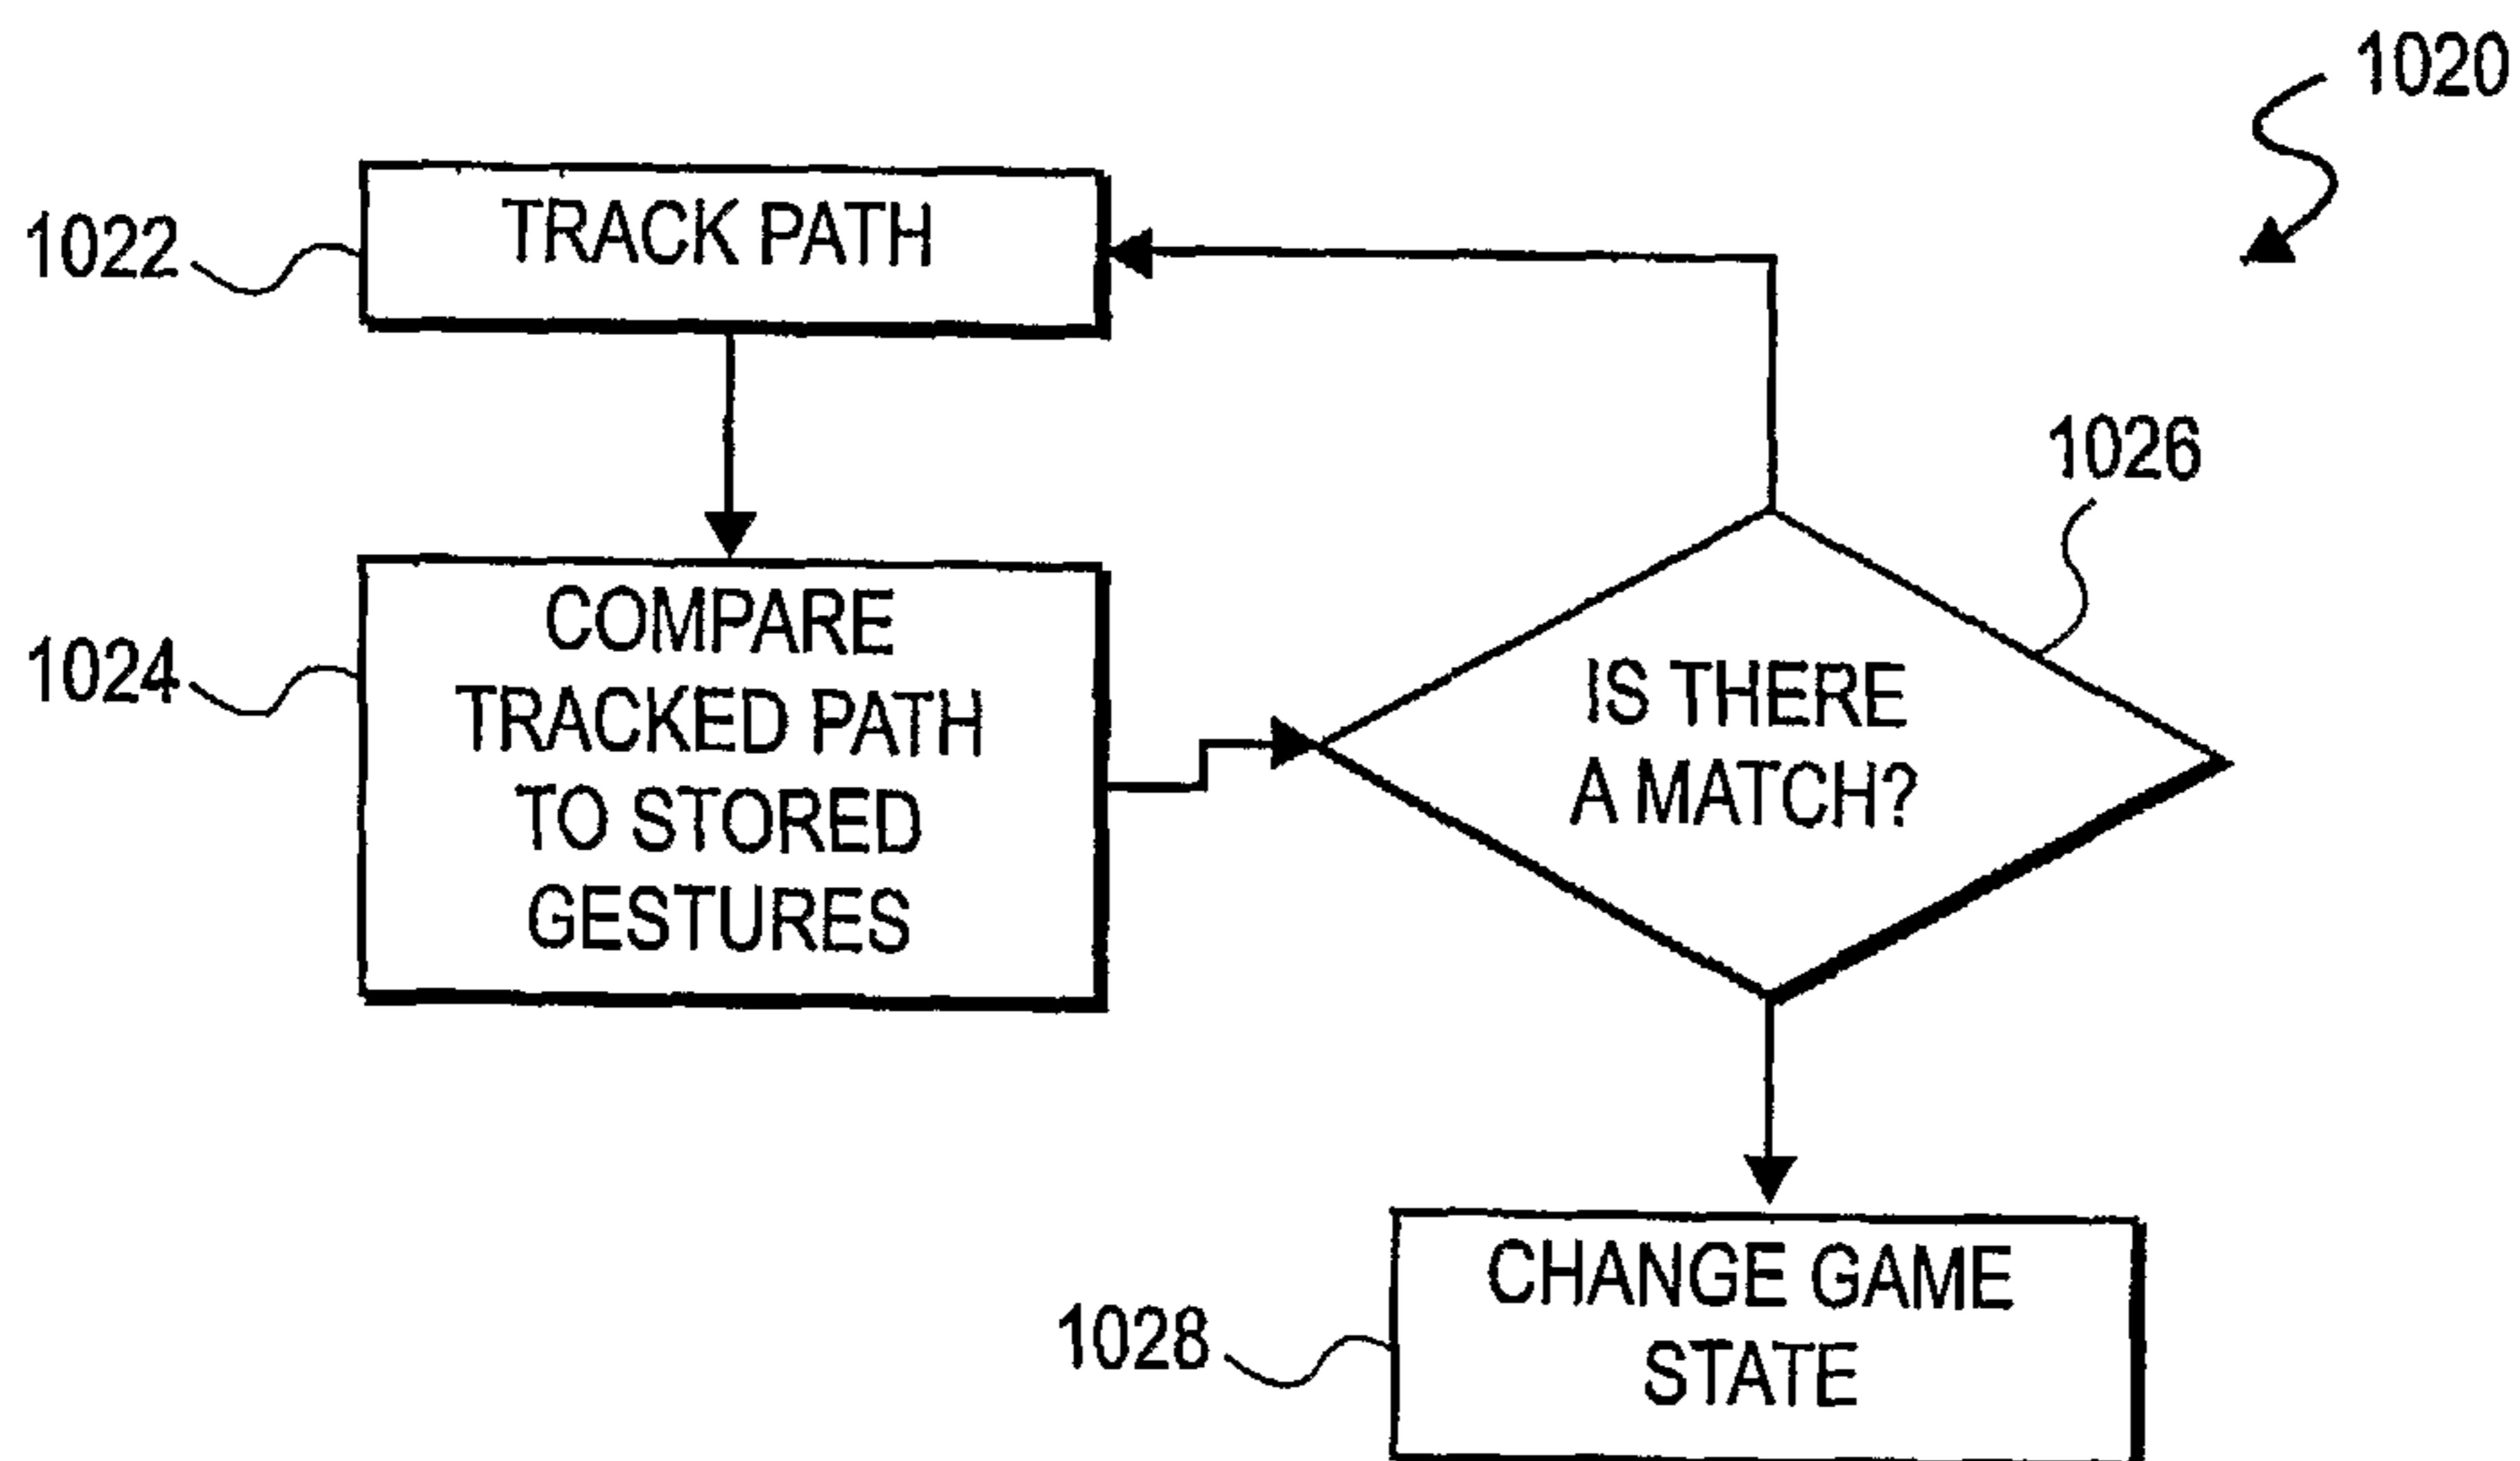 1020
1022
TRACK PATH
1026
1024
COMPARE
TRACKED PATH
TO STORED
GESTURES
IS THERE
A MATCH?
1028
CHANGE GAME
STATE